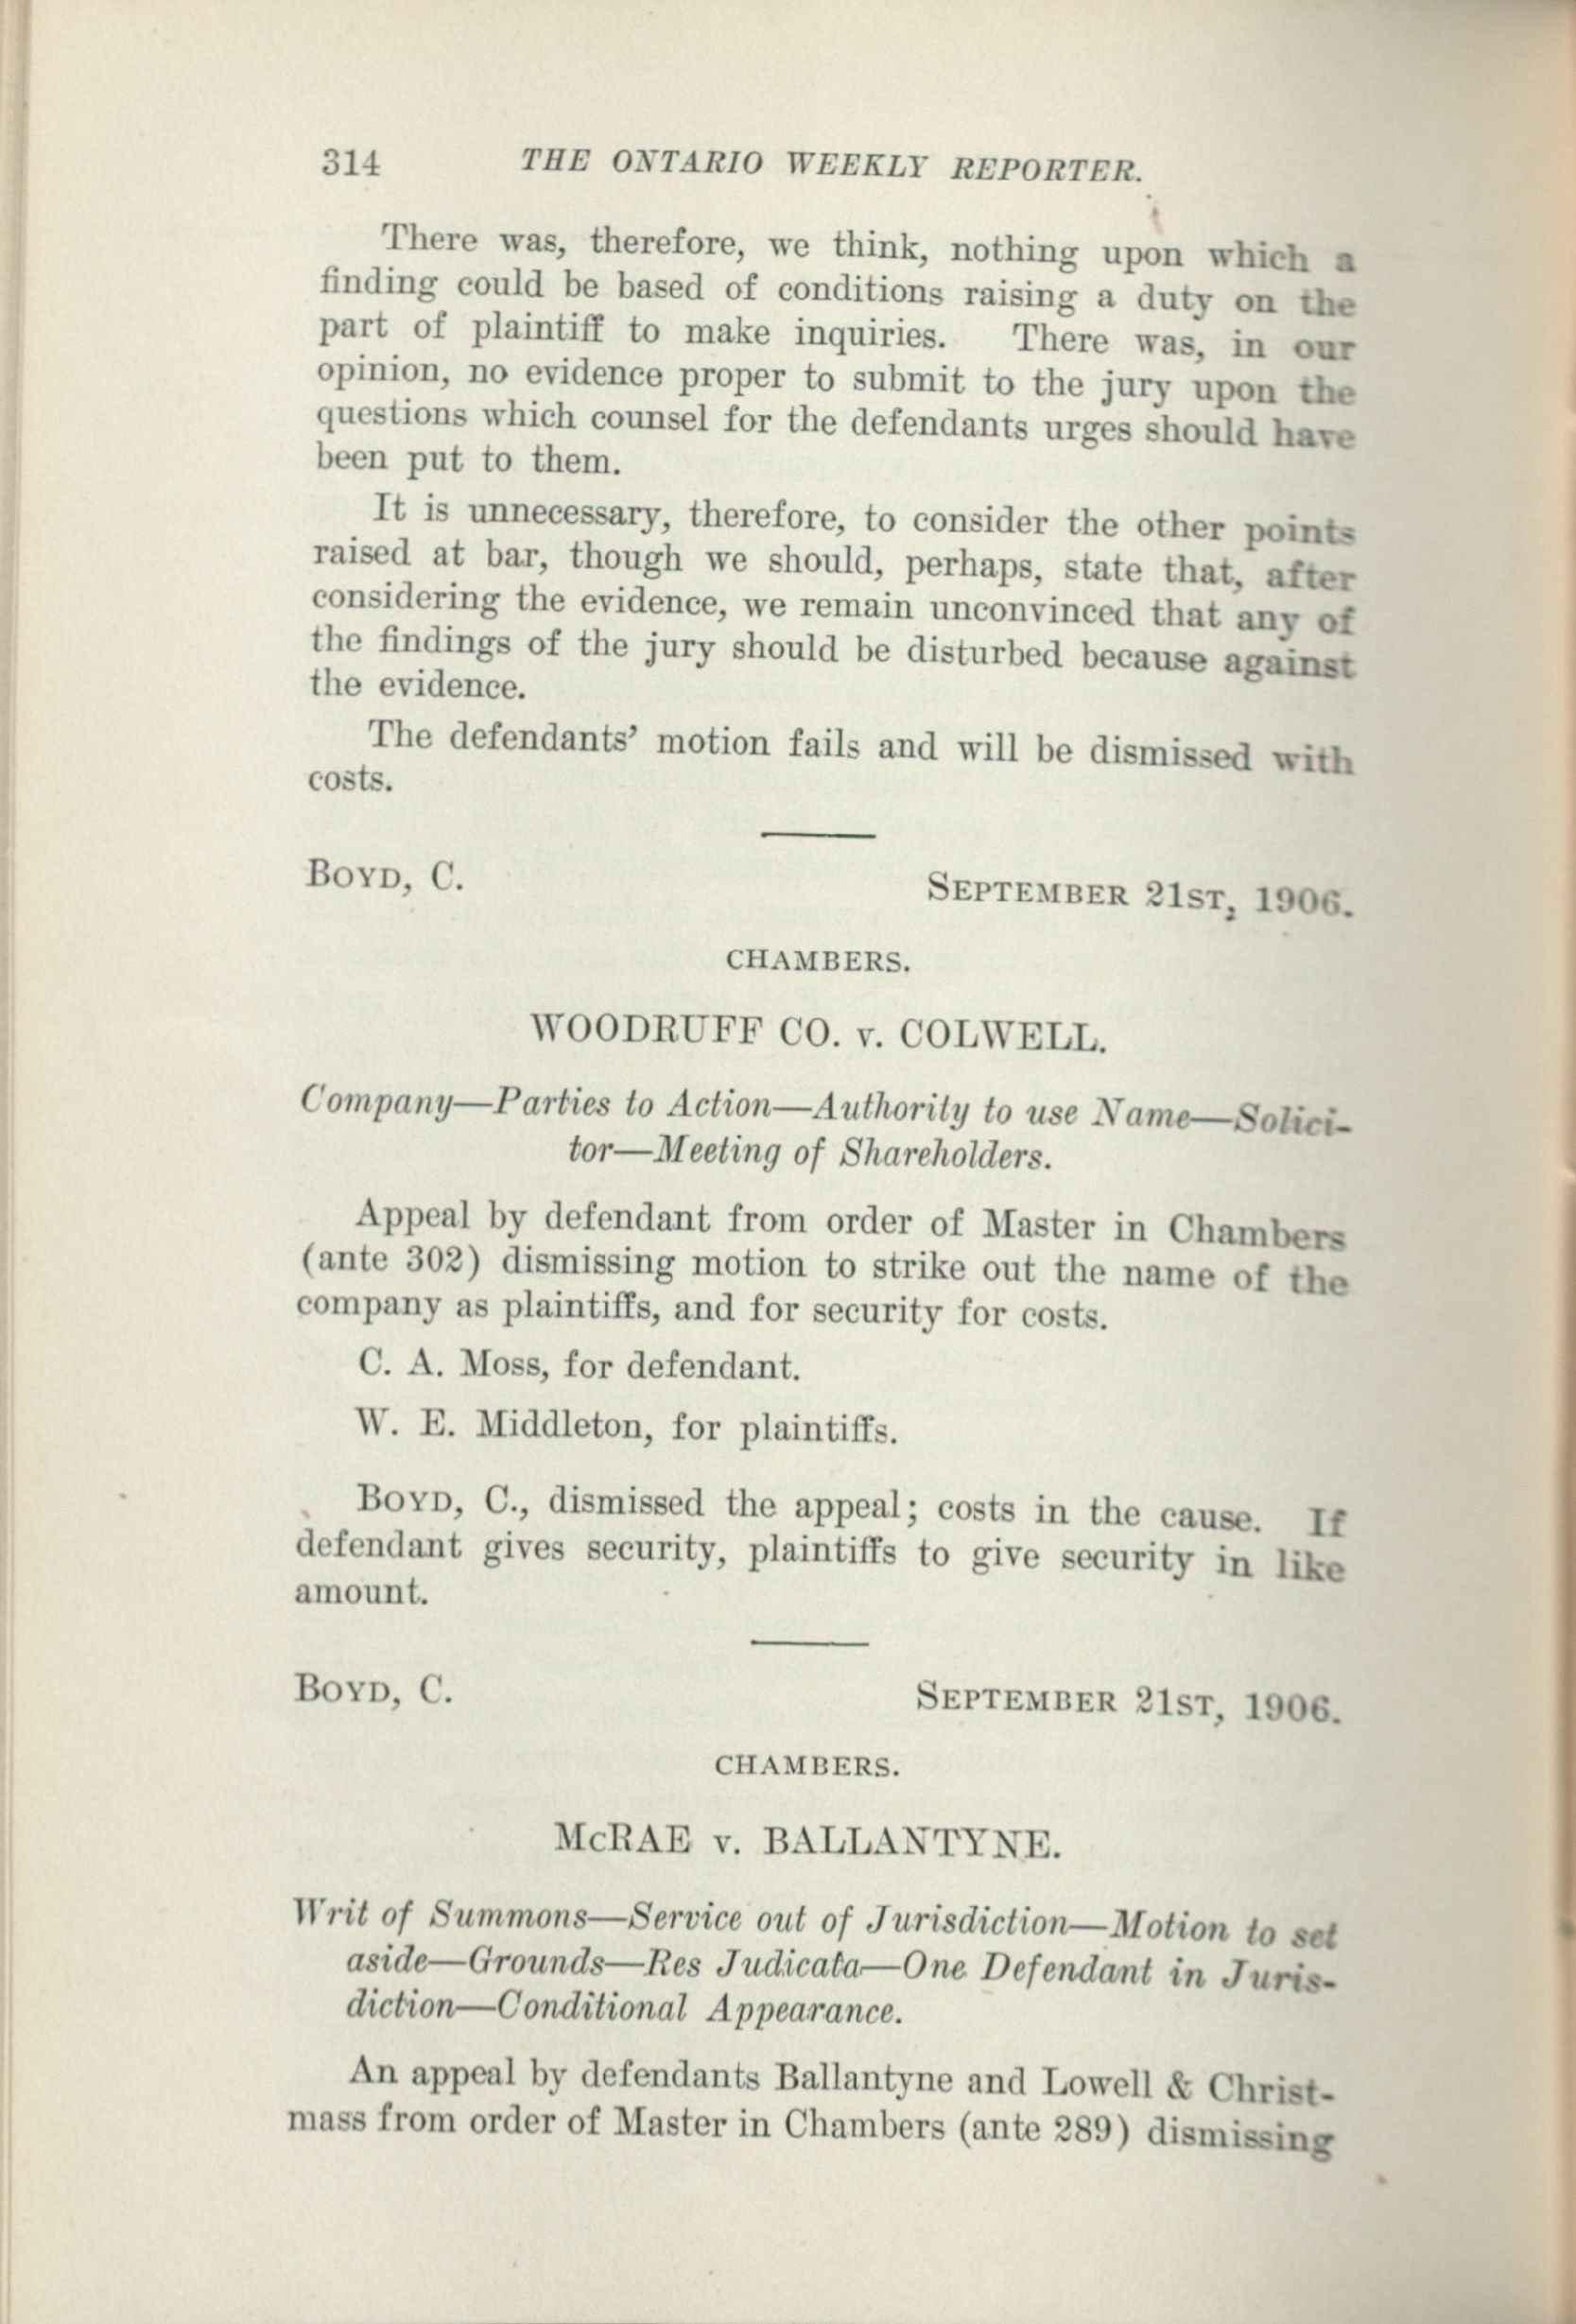 314 THE ONTARIO WEEKLY REPORTER.
There was, therefore, we think, nothing upon which a
finding could be based of conditions raising a duty on the
part of plaintiff to make inquiries. There was, in our
opinion, no evidence proper to submit to the jury upon the
questions which counsel for the defendants urges should have
been put to them.
It is unnecessary, therefore, to consider the other points
raised at bar, though we should, perhaps, state that, after
considering the evidence, we remain unconvinced that any of
the findings of the jury should be disturbed because against
the evidence.
The defendants' motion fails and will be dismissed with
costs.
BOYD, C.
SEPTEMBER 21ST, 1906.
CHAMBERS.
WOODRUFF CO. v. COLWELL.
Company—Parties to Action—Authority to use Name—Solici-
tor—Meeting of Shareholders.
Appeal by defendant from order of Master in Chambers
(ante 302) dismissing motion to strike out the name of the
company as plaintiffs, and for security for costs.
C. A. Moss, for defendant.
W. E. Middleton, for plaintiffs.
BOYD, C., dismissed the appeal; costs in the cause. If
defendant gives security, plaintiffs to give security in like
amount.
BOYD, C.
SEPTEMBER 21ST, 1906.
CHAMBERS.
McRAE v. BALLANTYNE.
Writ of Summons—Service out of Jurisdiction—Motion to set
aside—Grounds—Res Judicata—One Defendant in Juris-
diction—Conditional Appearance.
An appeal by defendants Ballantyne and Lowell & Christ-
mass from order of Master in Chambers (ante 289) dismissing